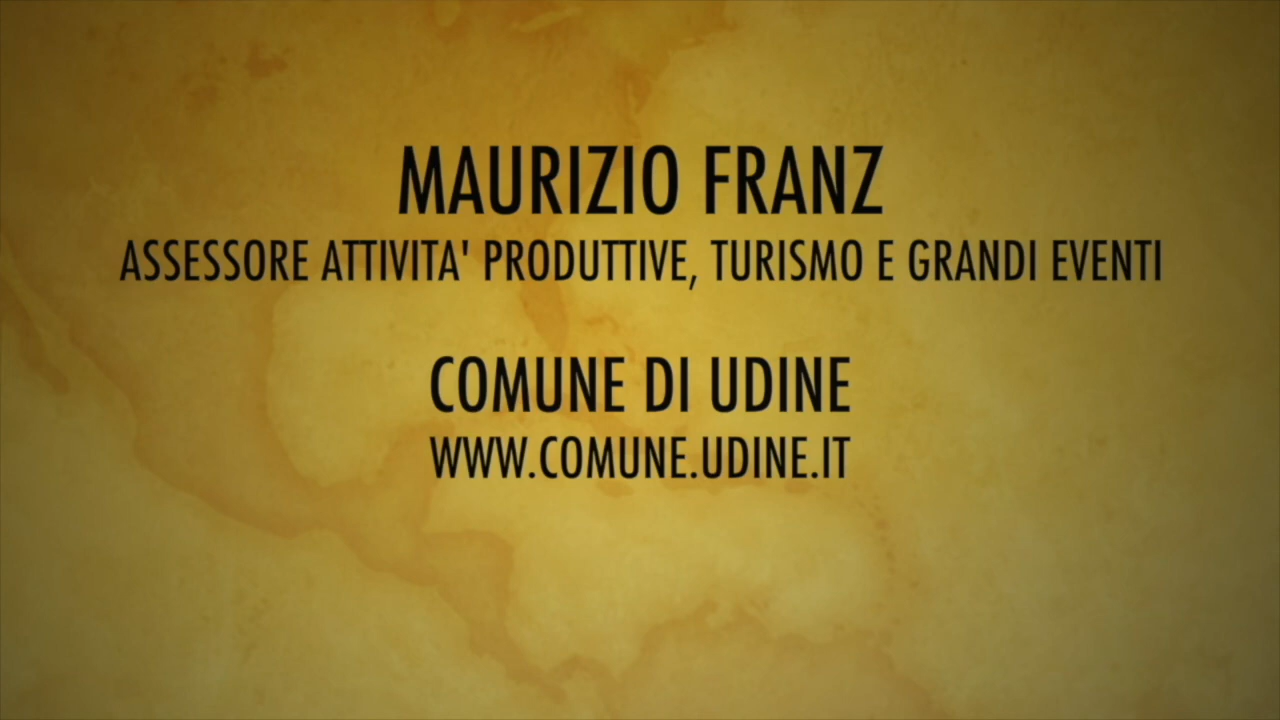 MAURIZIO FRANZ
ASSESSORE ATTIVITA' PRODUTTIVE, TURISMO E GRANDI EVENTI
COMUNE DI UDINE
WWW.COMUNE.UDINE.IT